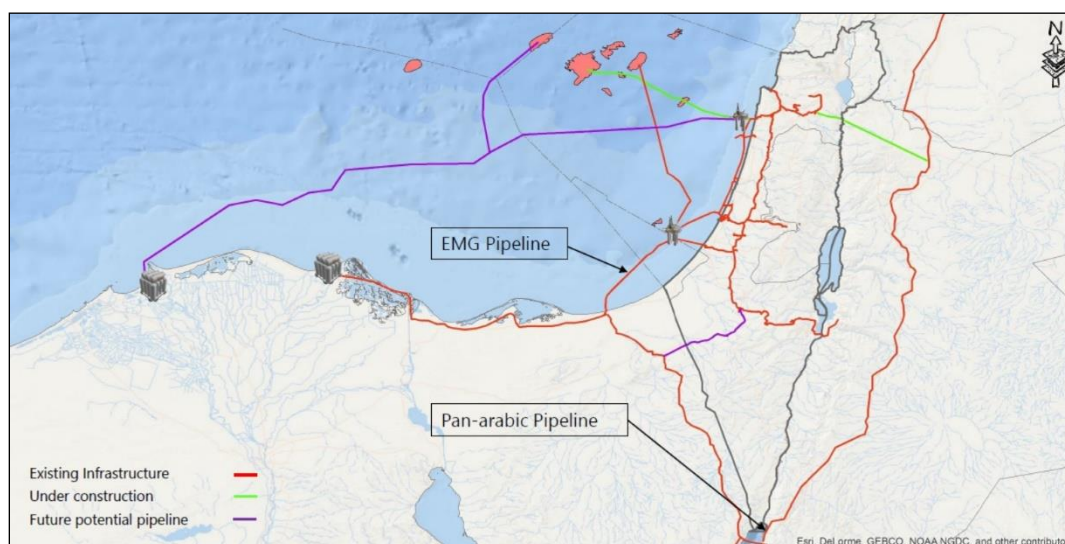 N
EMG Pipeline
Pan-arabic Pipeline
Existing Infrastructure
Under construction
Future potential pipeline
Esri, DeLorme, GEBCO, NOAA NGDC, and other contributo